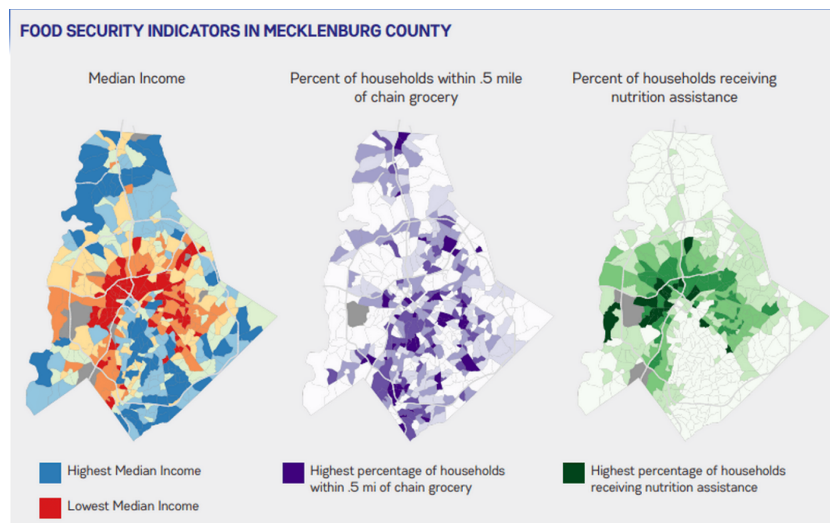 FOOD SECURITY INDICATORS IN MECKLENBURG COUNTY
Median Income
Percent of households within .5 mile
of chain grocery
Percent of households receiving
nutrition assistance
Highest Median Income
Lowest Median Income
Highest percentage of households
within .5 mi of chain grocery
Highest percentage of households
receiving nutrition assistance